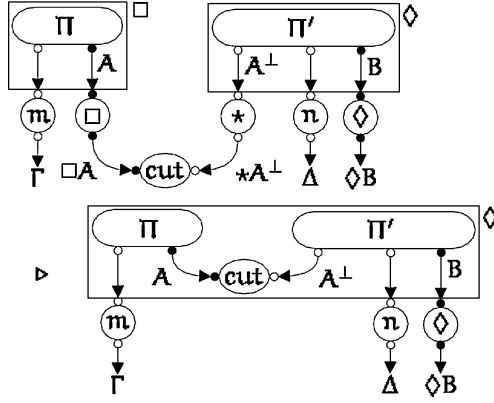 Π □ Π′ ◊
A A⊥ B
m □ ⋆ n ◊
Γ □A cut ⋆A⊥ Δ ◊B
Π Π′ ◊
▷ A cut A⊥ B
m n ◊
Γ Δ ◊B